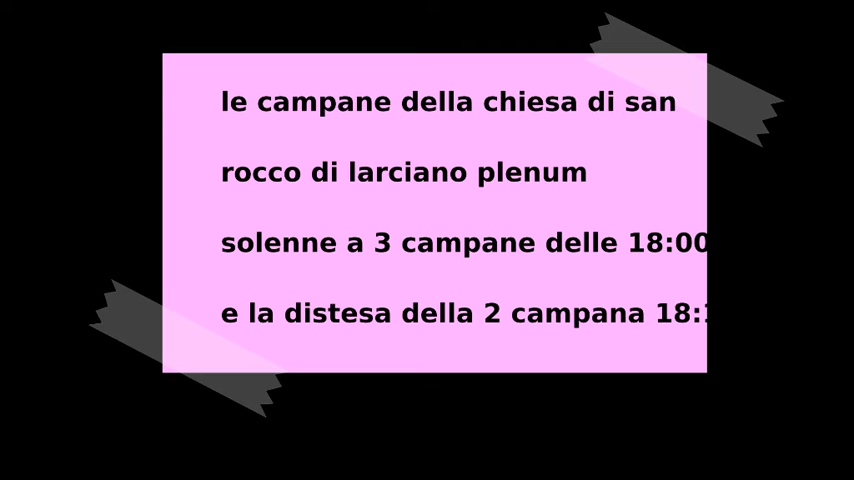 le campane della chiesa di san
rocco di larciano plenum
solenne a 3 campane delle 18:00
e la distesa della 2 campana